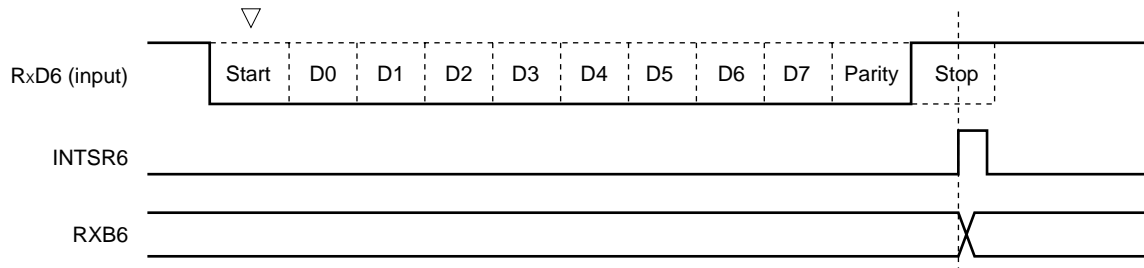 RxD6 (input) Start D0 D1 D2 D3 D4 D5 D6 D7 Parity Stop
INTSR6
RXB6